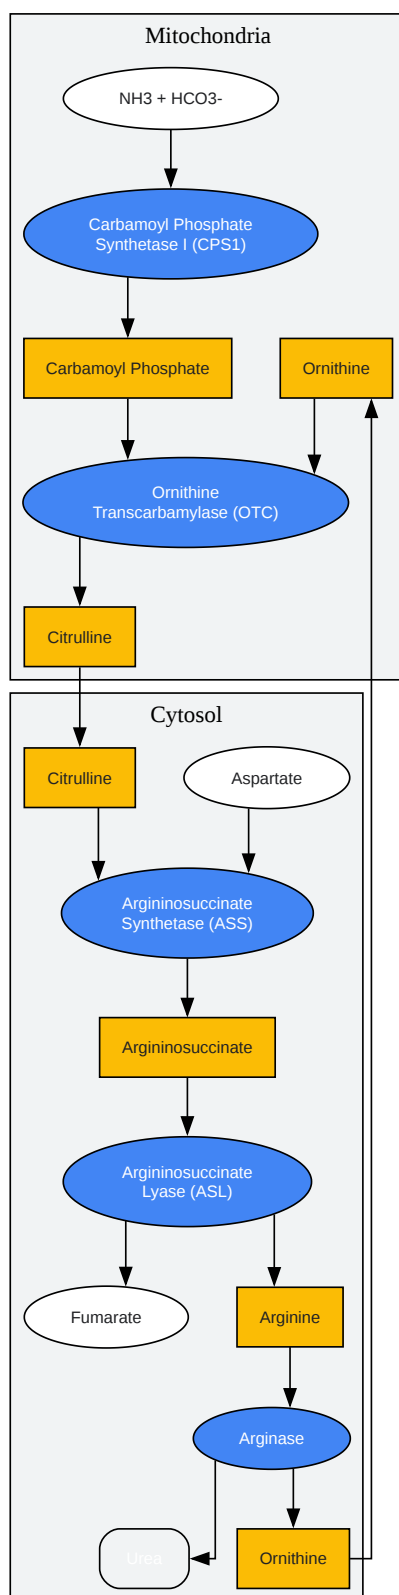 Mitochondria
NH3 + HCO3-
Carbamoyl Phosphate
Synthetase I (CPS1)
Carbamoyl Phosphate
Ornithine
Ornithine
Transcarbamylase (OTC)
Citrulline
Cytosol
Citrulline
Aspartate
Argininosuccinate
Synthetase (ASS)
Argininosuccinate
Argininosuccinate
Lyase (ASL)
Fumarate
Arginine
Arginase
Urea
Ornithine